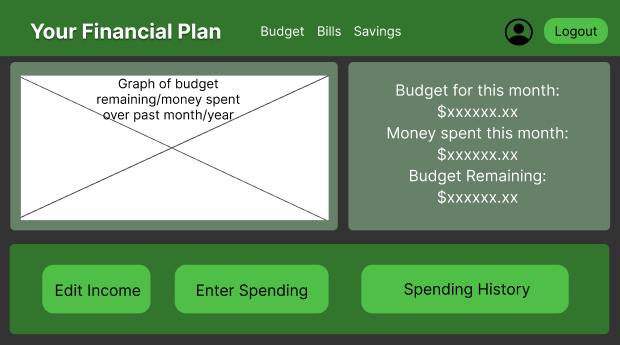 Your Financial Plan
Budget Bills Savings
Logout
Graph of budget
remaining/money spent
over past month/year
Budget for this month:
$xxxxxx.xx
Money spent this month:
$xxxxxx.xx
Budget Remaining:
$xxxxxx.xx
Edit Income
Enter Spending
Spending History